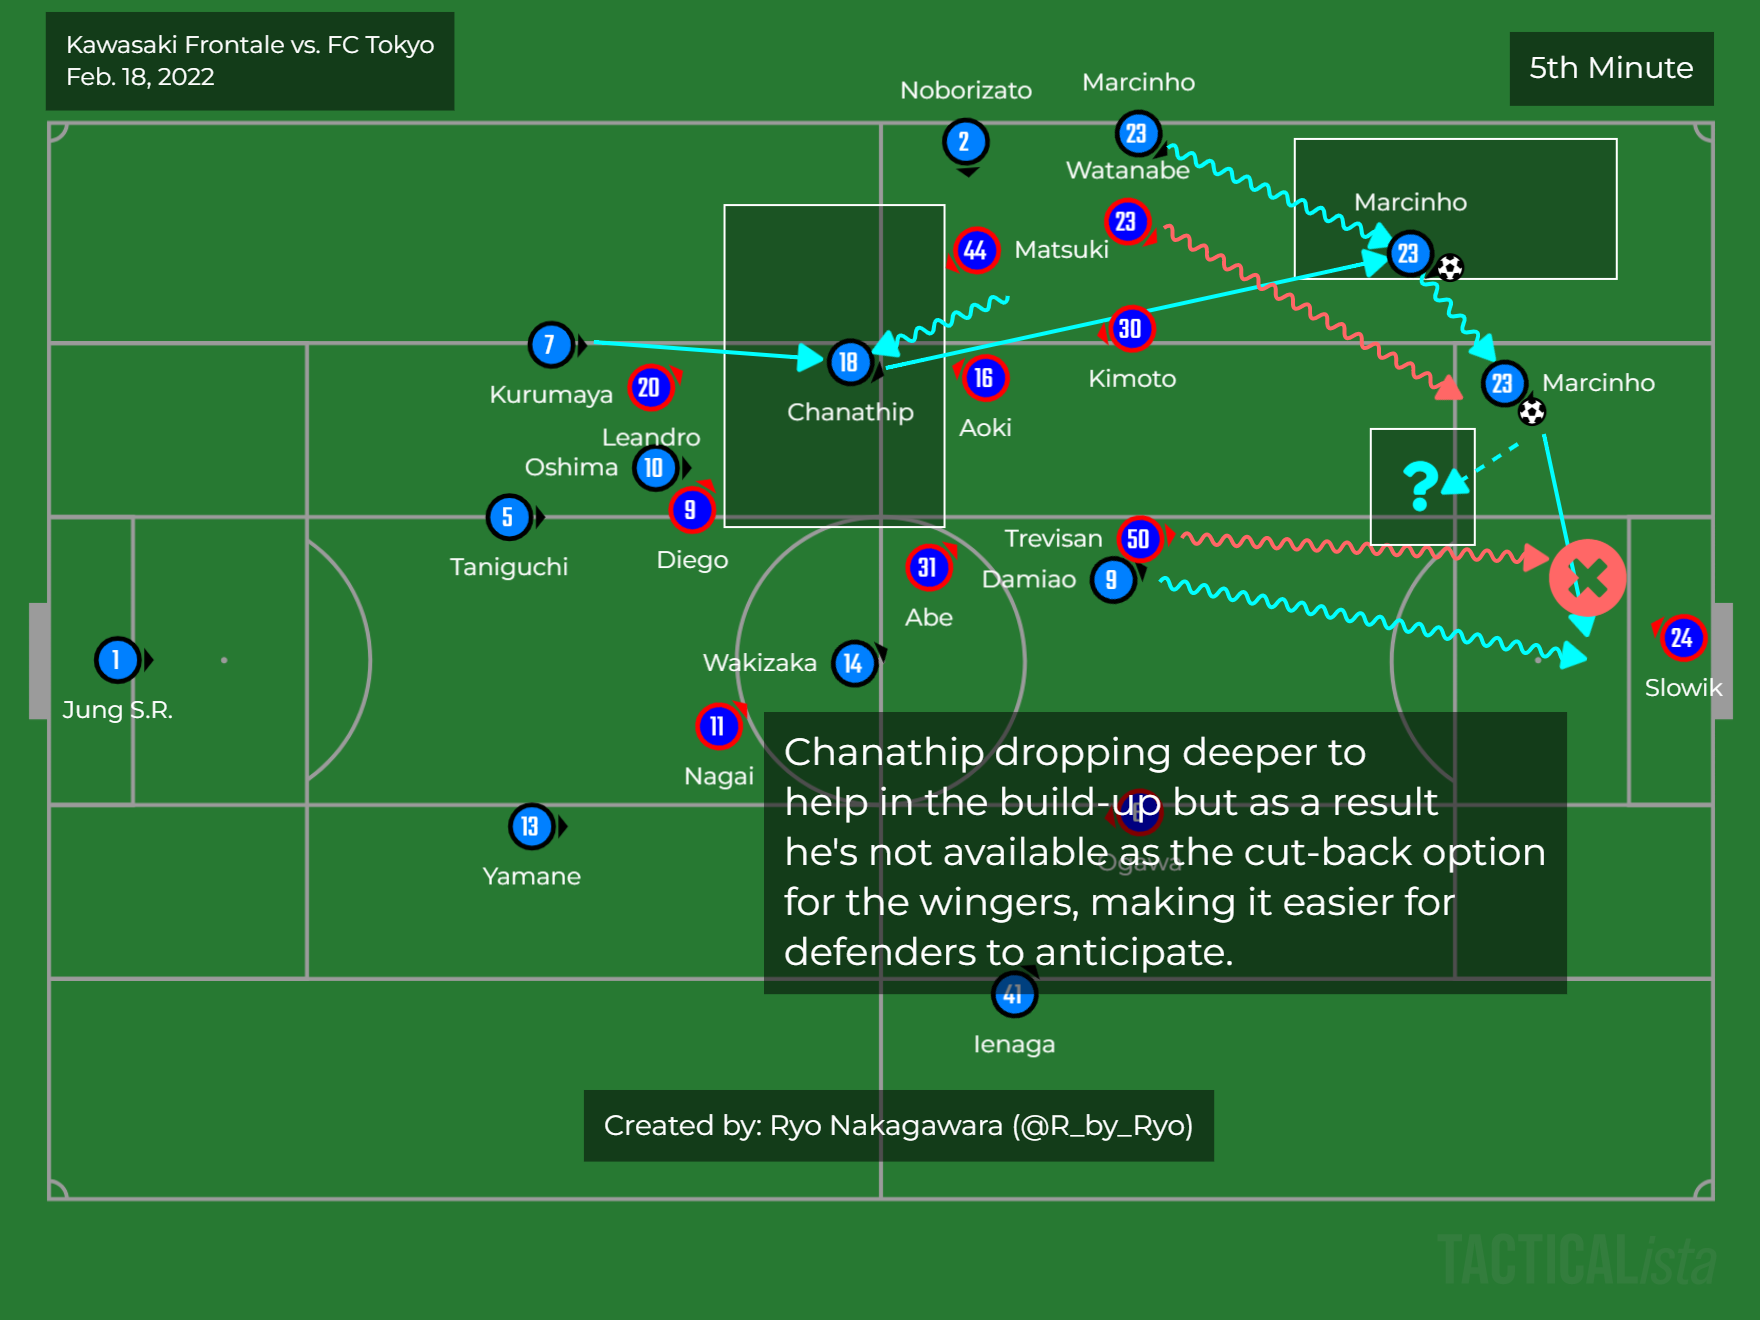 Kawasaki Frontale vs. FC Tokyo
Feb. 18, 2022
5th Minute
Noborizato
2
Marcinho
23
Watanabe
23
Marcinho
23
44
Matsuki
7
Kurumaya
20
Leandro
18
Chanathip
16
Aoki
30
Kimoto
23
Marcinho
Oshima
10
5
Taniguchi
9
Diego
?
Trevisan
50
31
Abe
Damiao
9
1
Jung S.R.
Wakizaka
14
24
Slowik
11
Nagai
Chanathip dropping deeper to
help in the build-up but as a result
he's not available as the cut-back option
for the wingers, making it easier for
defenders to anticipate.
Ogawa
13
Yamane
41
Ienaga
Created by: Ryo Nakagawara (@R_by_Ryo)
TACTICALista